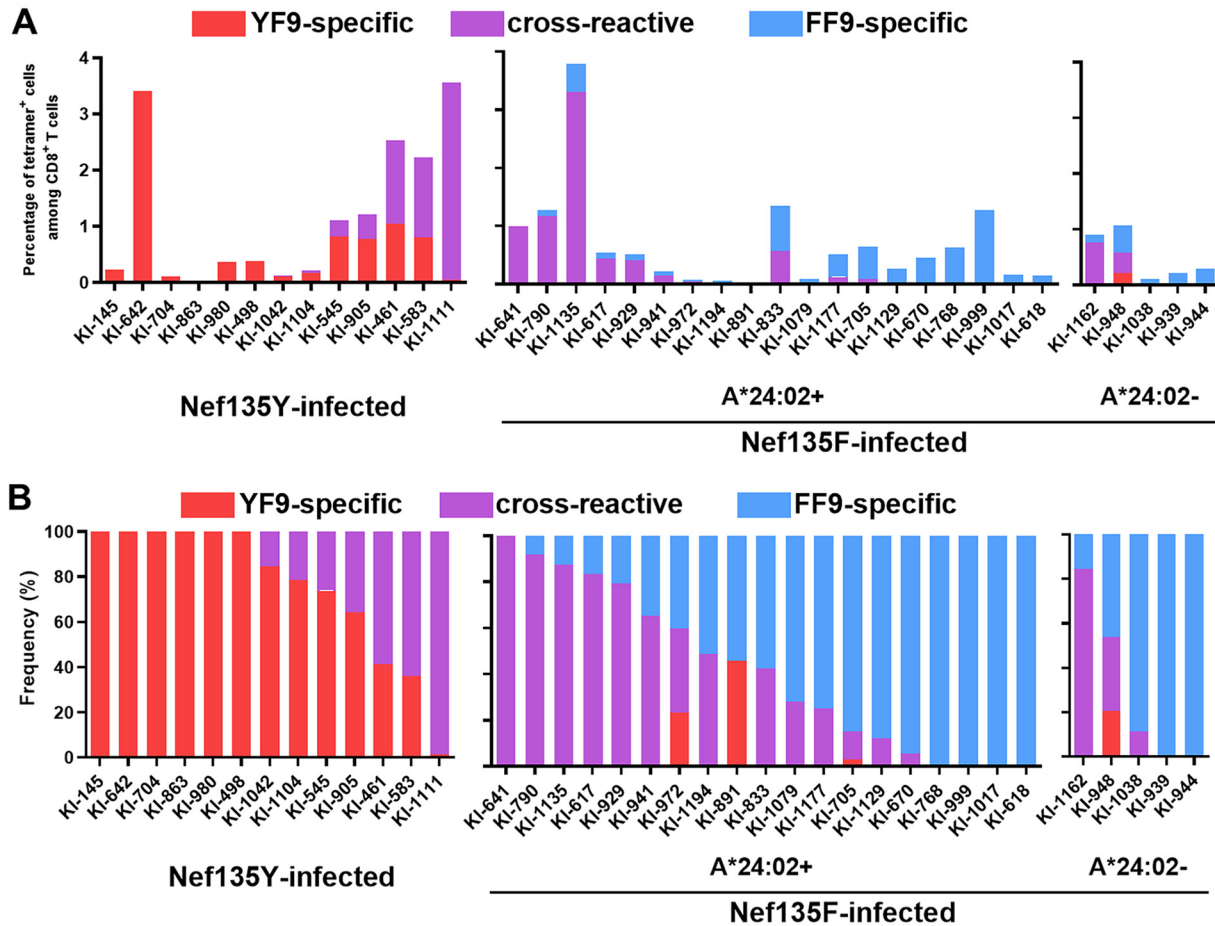 A
YF9-specific cross-reactive FF9-specific
Percentage of tetramer+ cells
among CD8+ T cells
4
3
2
1
0
KI-145 KI-642 KI-704 KI-863 KI-980 KI-498 KI-1042 KI-1104 KI-545 KI-905 KI-461 KI-583 KI-1111
KI-641 KI-790 KI-1135 KI-617 KI-929 KI-941 KI-972 KI-1194 KI-891 KI-833 KI-1079 KI-1177 KI-705 KI-1129 KI-670 KI-768 KI-999 KI-1017 KI-618
KI-1162 KI-948 KI-1038 KI-939 KI-944
Nef135Y-infected
A*24:02+ A*24:02-
Nef135F-infected
B
YF9-specific cross-reactive FF9-specific
Frequency (%)
100
80
60
40
20
0
KI-145 KI-642 KI-704 KI-863 KI-980 KI-498 KI-1042 KI-1104 KI-545 KI-905 KI-461 KI-583 KI-1111
KI-641 KI-790 KI-1135 KI-617 KI-929 KI-941 KI-972 KI-1194 KI-891 KI-833 KI-1079 KI-1177 KI-705 KI-1129 KI-670 KI-768 KI-999 KI-1017 KI-618
KI-1162 KI-948 KI-1038 KI-939 KI-944
Nef135Y-infected
A*24:02+ A*24:02-
Nef135F-infected